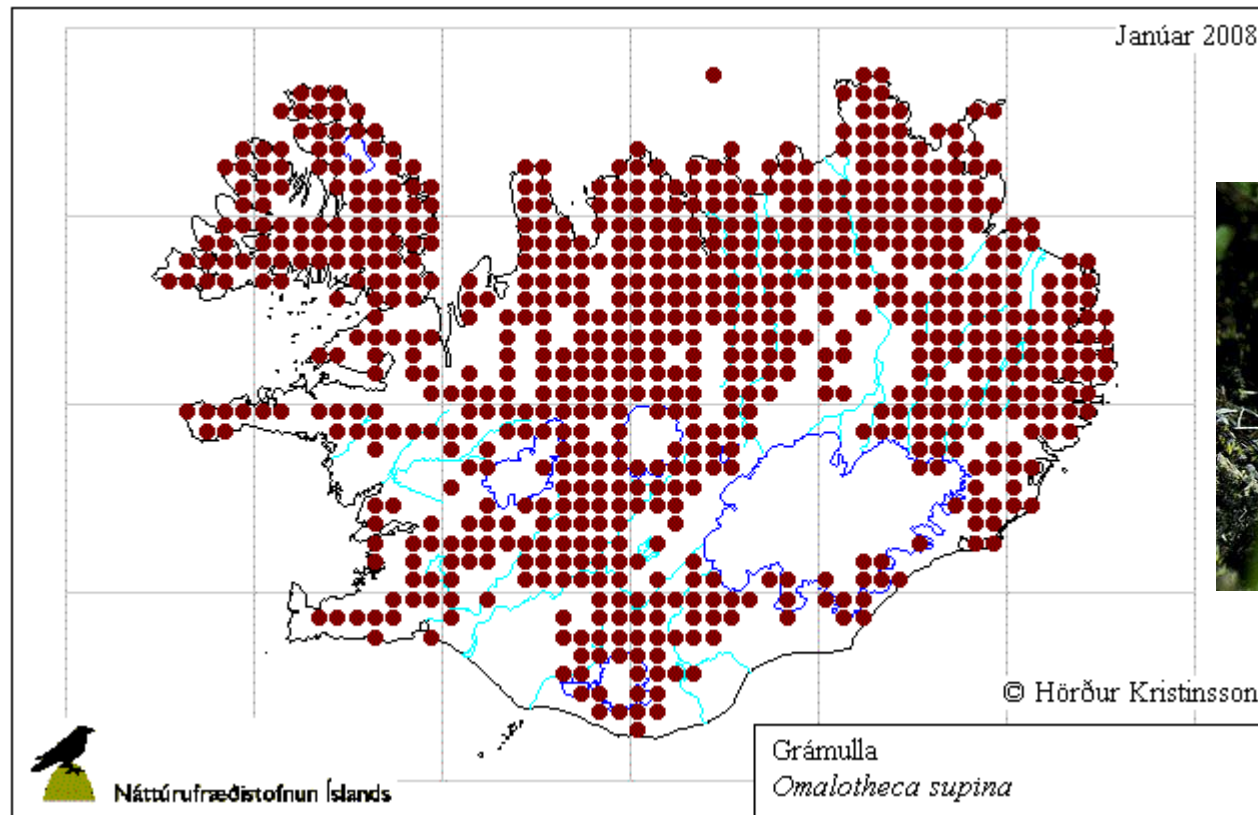 Janúar 2008
© Hörður Kristinsson
Náttúrufræðistofnun Íslands
Grámulla
Omalotheca supina